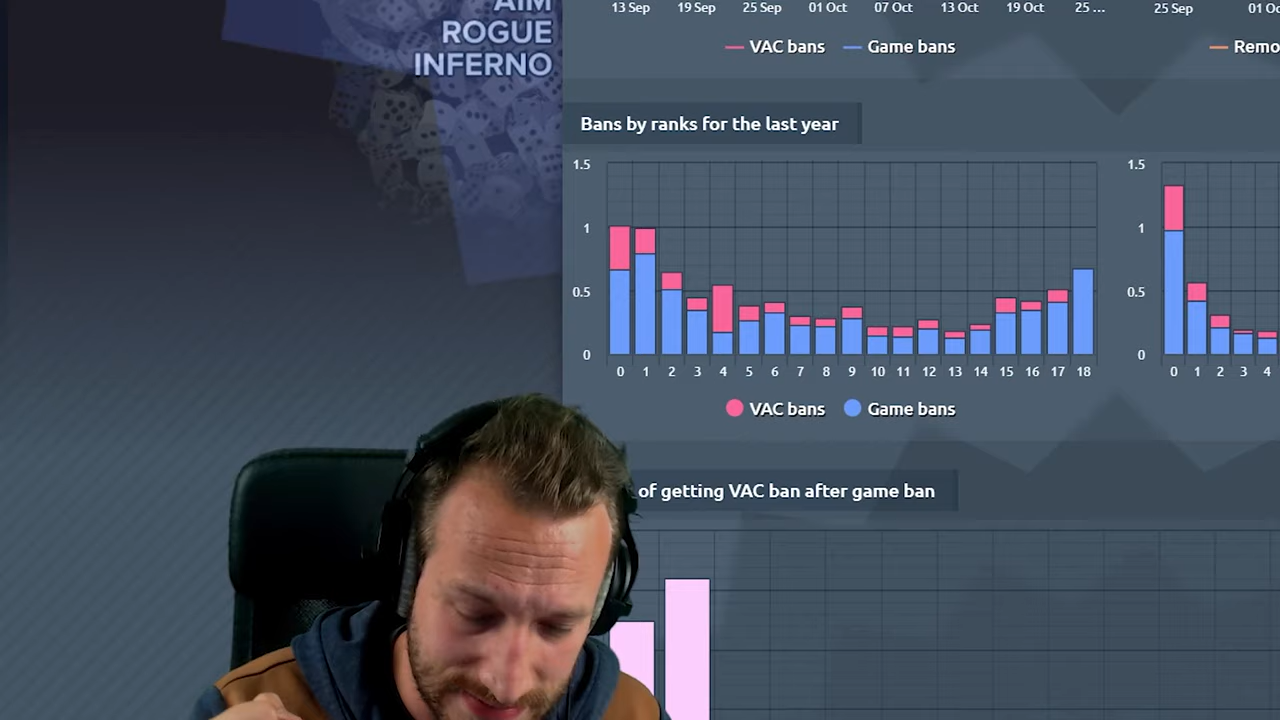 AIM
ROGUE
INFERNO
13 Sep 19 Sep 25 Sep 01 Oct 07 Oct 13 Oct 19 Oct 25 ...
VAC bans Game bans
25 Sep
Bans by ranks for the last year
1.5
1
0.5
0
0 1 2 3 4 5 6 7 8 9 10 11 12 13 14 15 16 17 18
VAC bans Game bans
1.5
1
0.5
0
0 1 2 3 4
of getting VAC ban after game ban